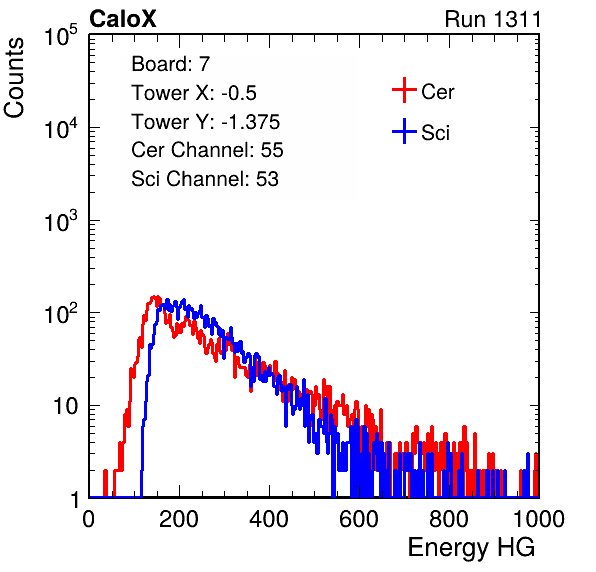 CaloX Run 1311
Counts
10^5
10^4
10^3
10^2
10
1
Board: 7
Tower X: -0.5
Tower Y: -1.375
Cer Channel: 55
Sci Channel: 53
Cer
Sci
0 200 400 600 800 1000
Energy HG